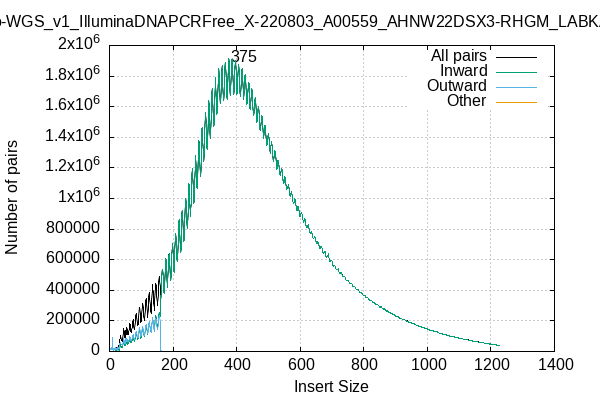 o-WGS_v1_IlluminaDNAPCRFree_X-220803_A00559_AHNW22DSX3-RHGM_LABK.
375
All pairs
Inward
Outward
Other
2x10^6
1.8x10^6
1.6x10^6
1.4x10^6
1.2x10^6
1x10^6
800000
600000
400000
200000
0
Number of pairs
0 200 400 600 800 1000 1200 1400
Insert Size